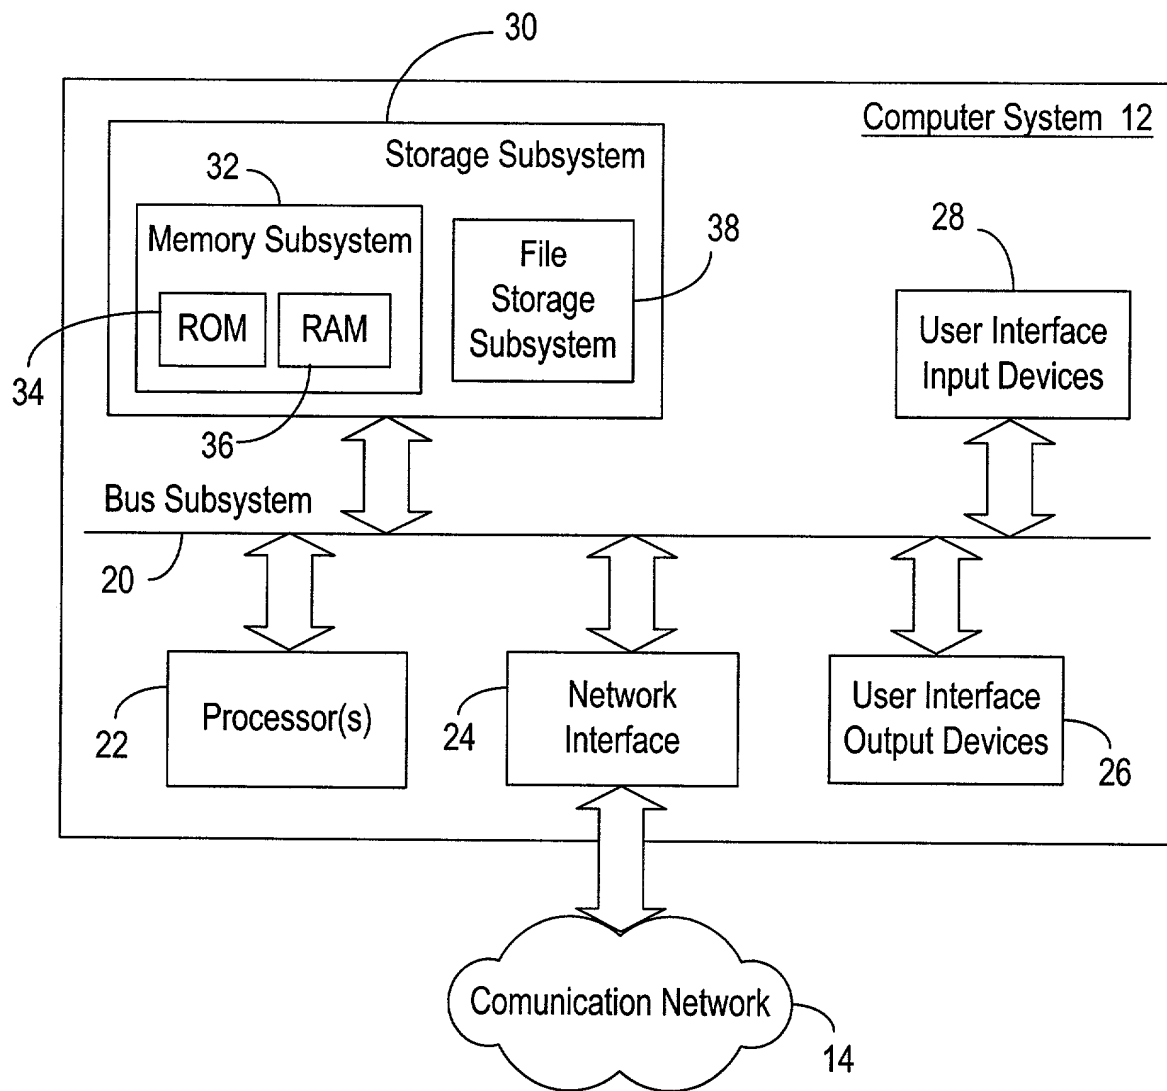 30
Computer System 12
Storage Subsystem
32
Memory Subsystem
38
File
Storage
Subsystem
28
ROM
RAM
User Interface
Input Devices
34
36
Bus Subsystem
20
22
Processor(s)
24
Network
Interface
User Interface
Output Devices
26
Comunication Network
14